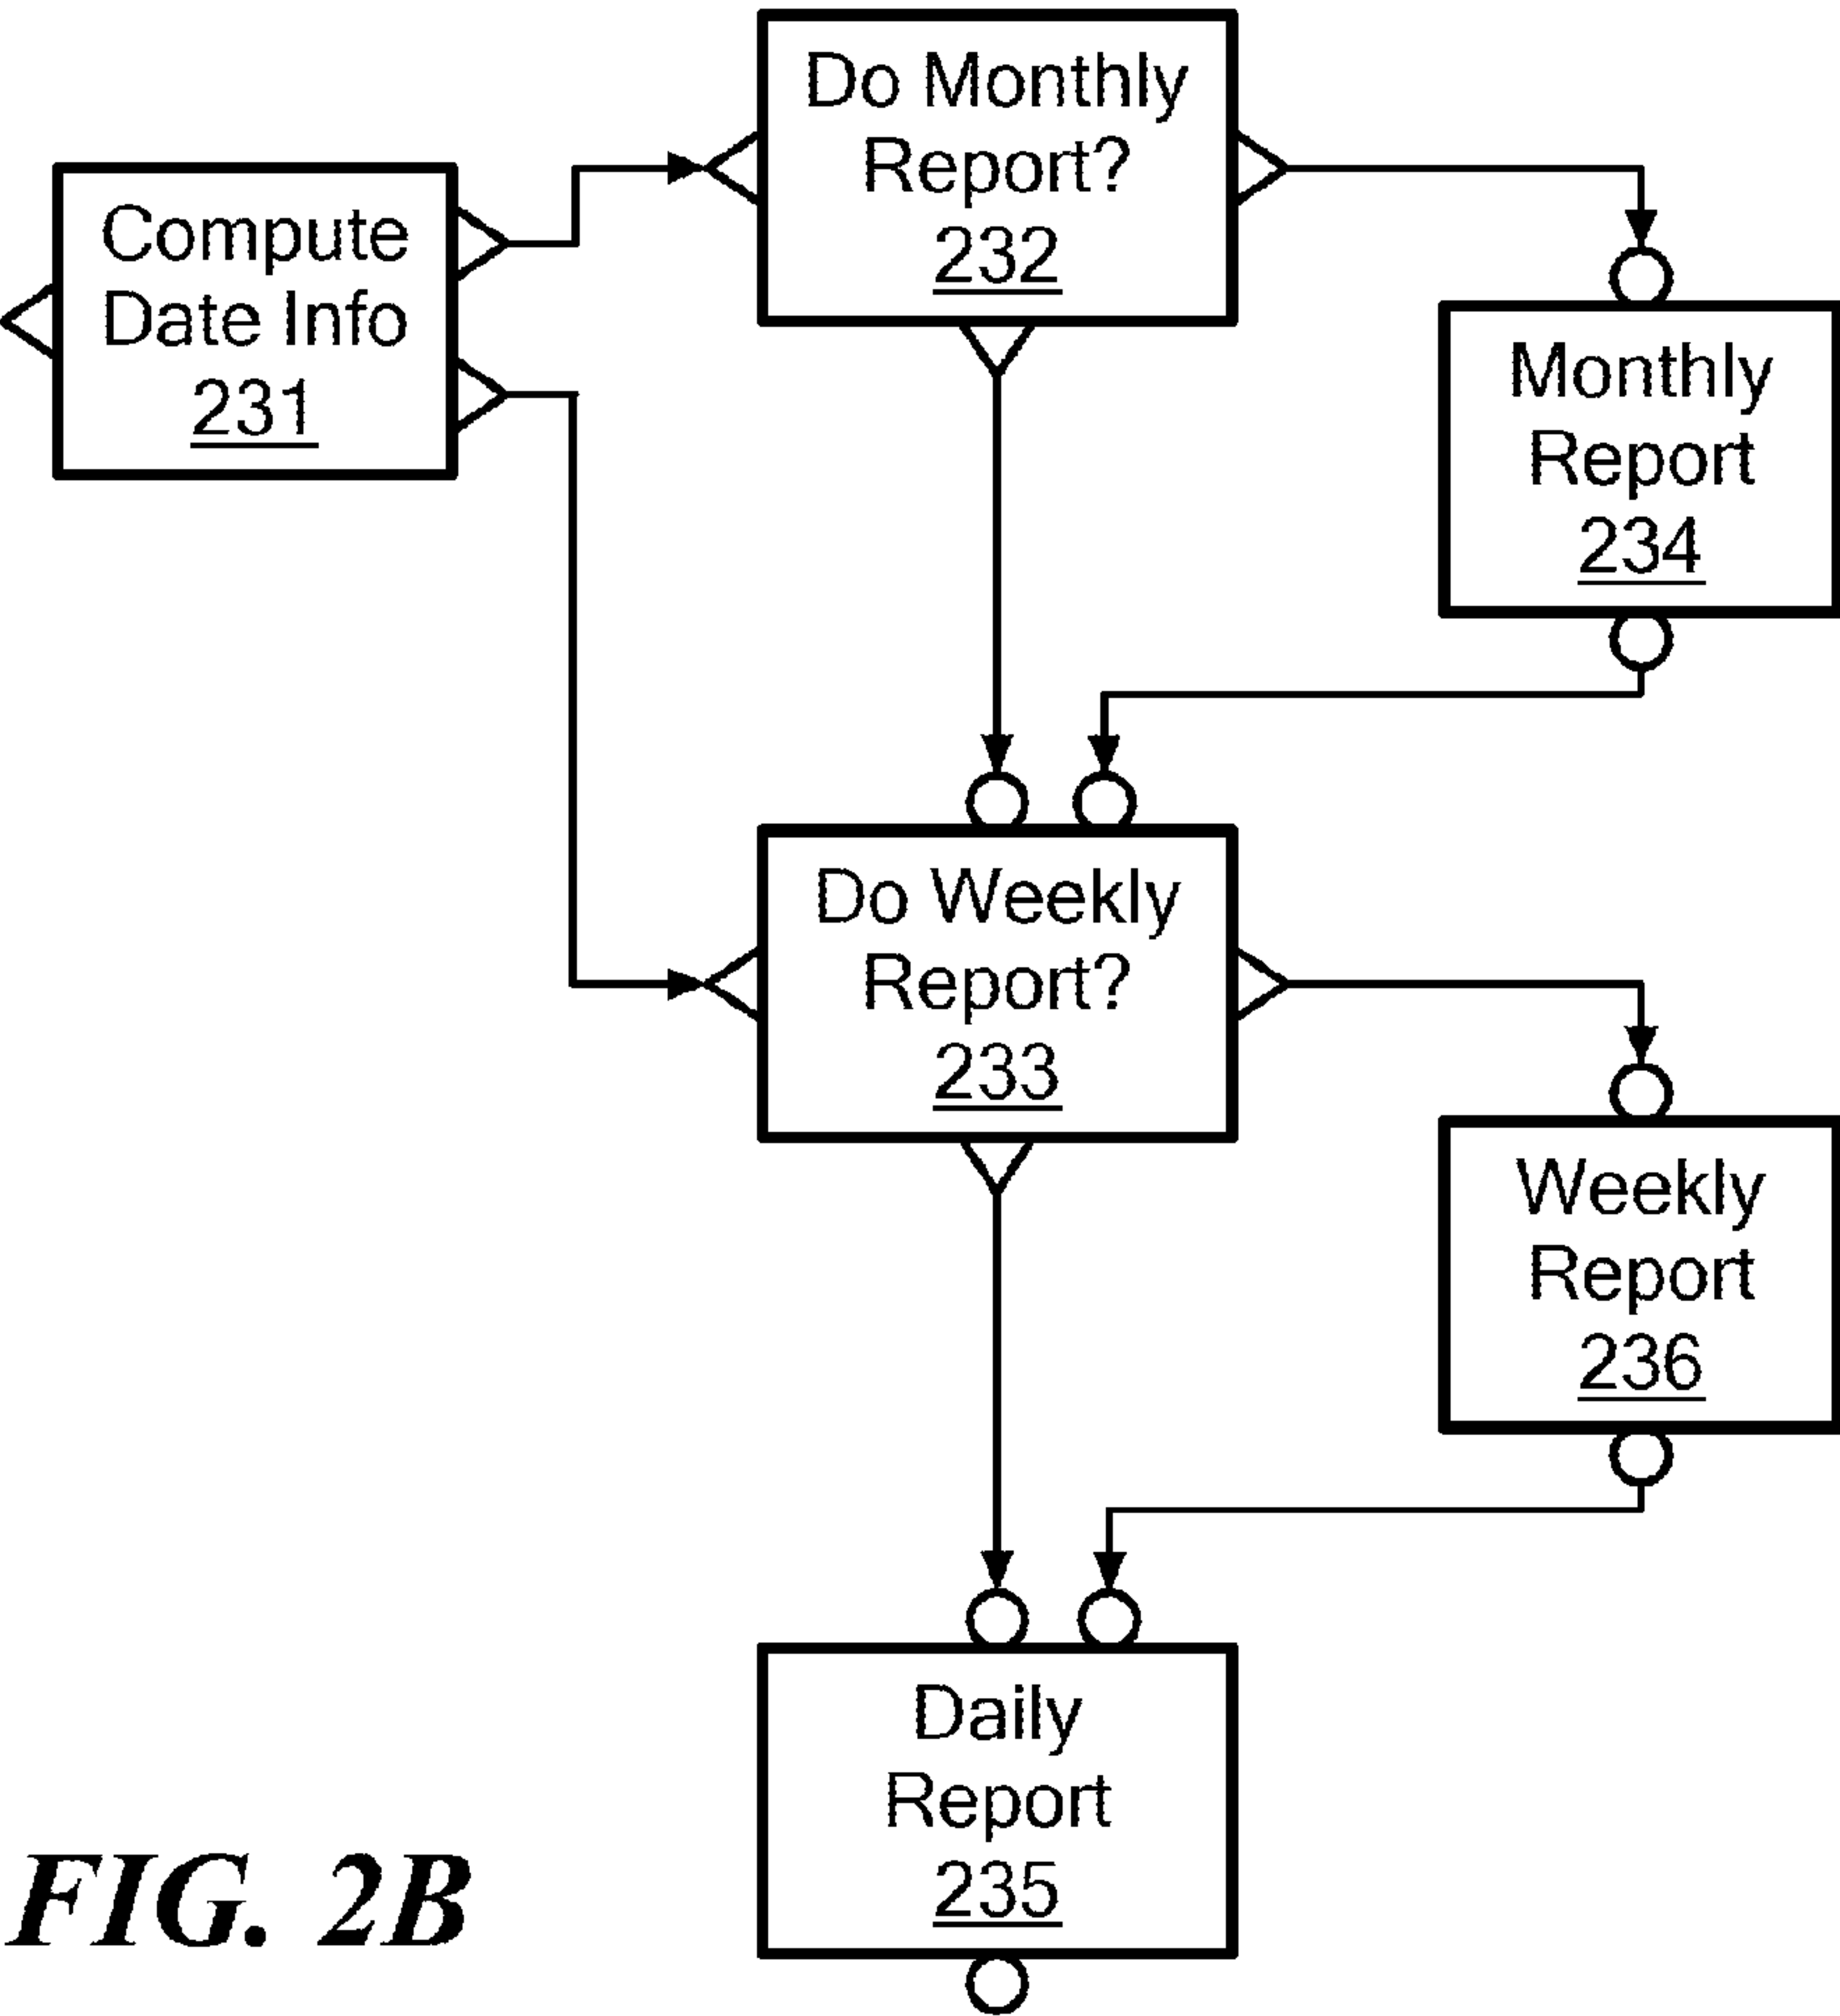 Do Monthly
Report?
232
Compute
Date Info
231
Monthly
Report
234
Do Weekly
Report?
233
Weekly
Report
236
Daily
Report
235
FIG. 2B